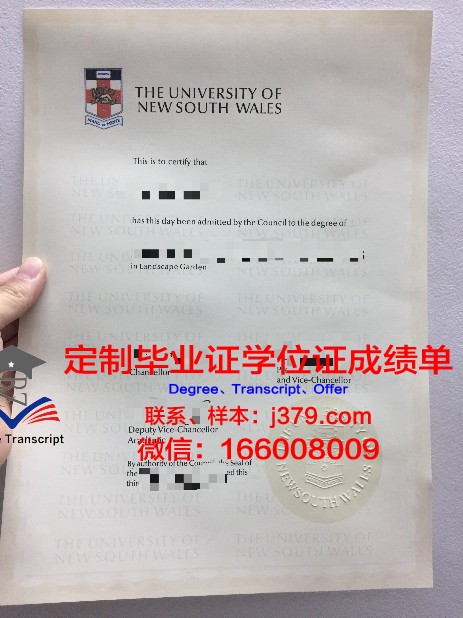 THE UNIVERSITY OF
NEW SOUTH WALES
This is to certify that
has this day been admitted by the Council to the degree of
in Landscape Garden
定制毕业证学位证成绩单
Chancellor
and Vice-Chancellor
Degree, Transcript, Offer
联系、样本：j379.com
Transcript
Deputy Vice-Chancellor
微信：166008009
By authority of the Council, the Seal of
the
this
NEW SOUTH WALES